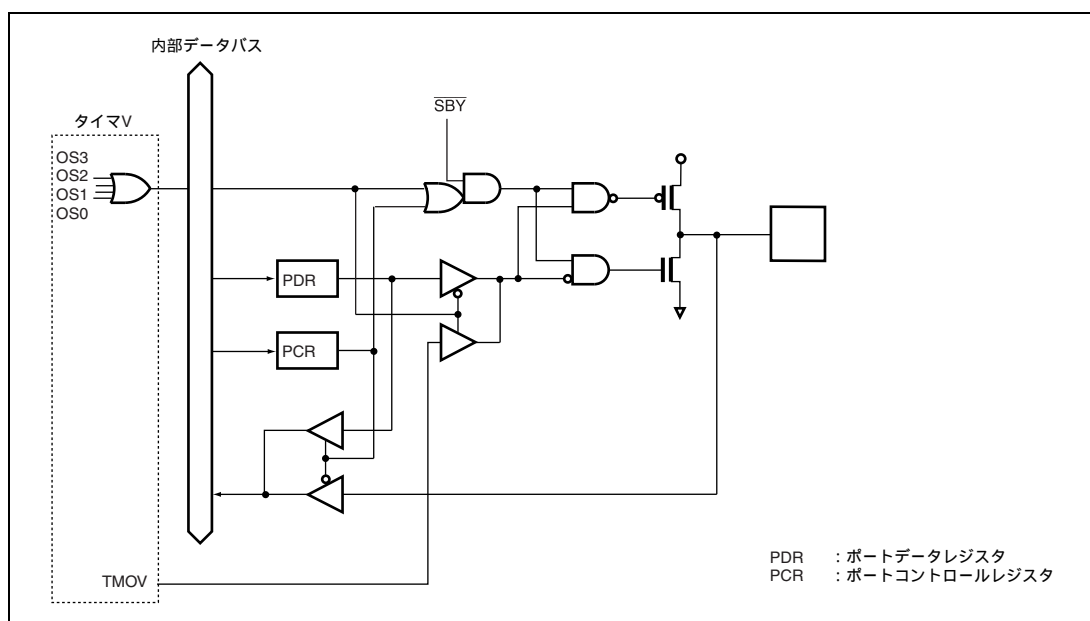 内部データバス
SBY
タイマV
OS3
OS2
OS1
OS0
PDR
PCR
TMOV
PDR :ポートデータレジスタ
PCR :ポートコントロールレジスタ